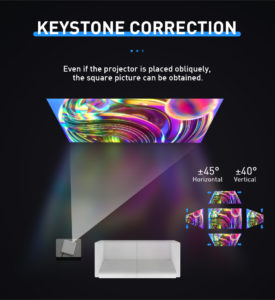 KEYSTONE CORRECTION
Even if the projector is placed obliquely,
the square picture can be obtained.
±45° ±40°
Horizontal Vertical